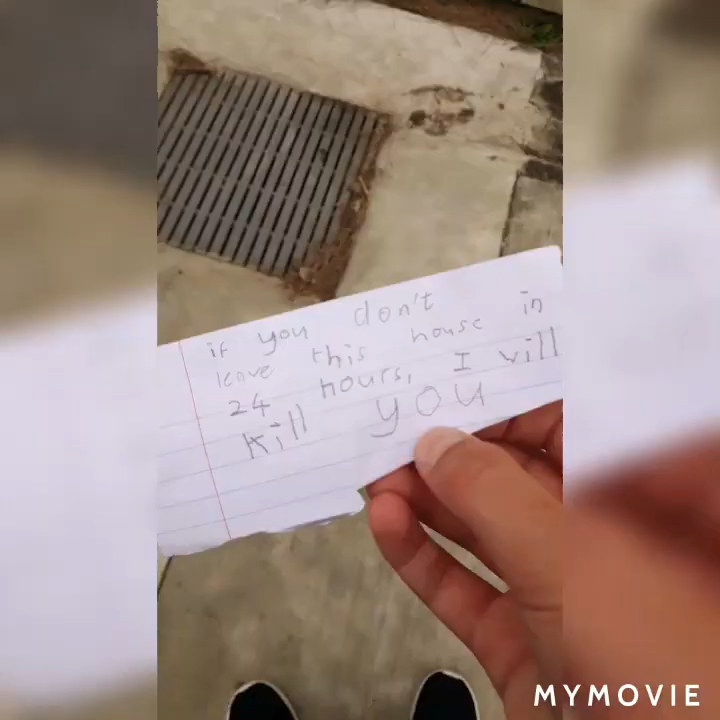 if you don't
leave this house in
24 hours, I will
kill you
MYMOVIE